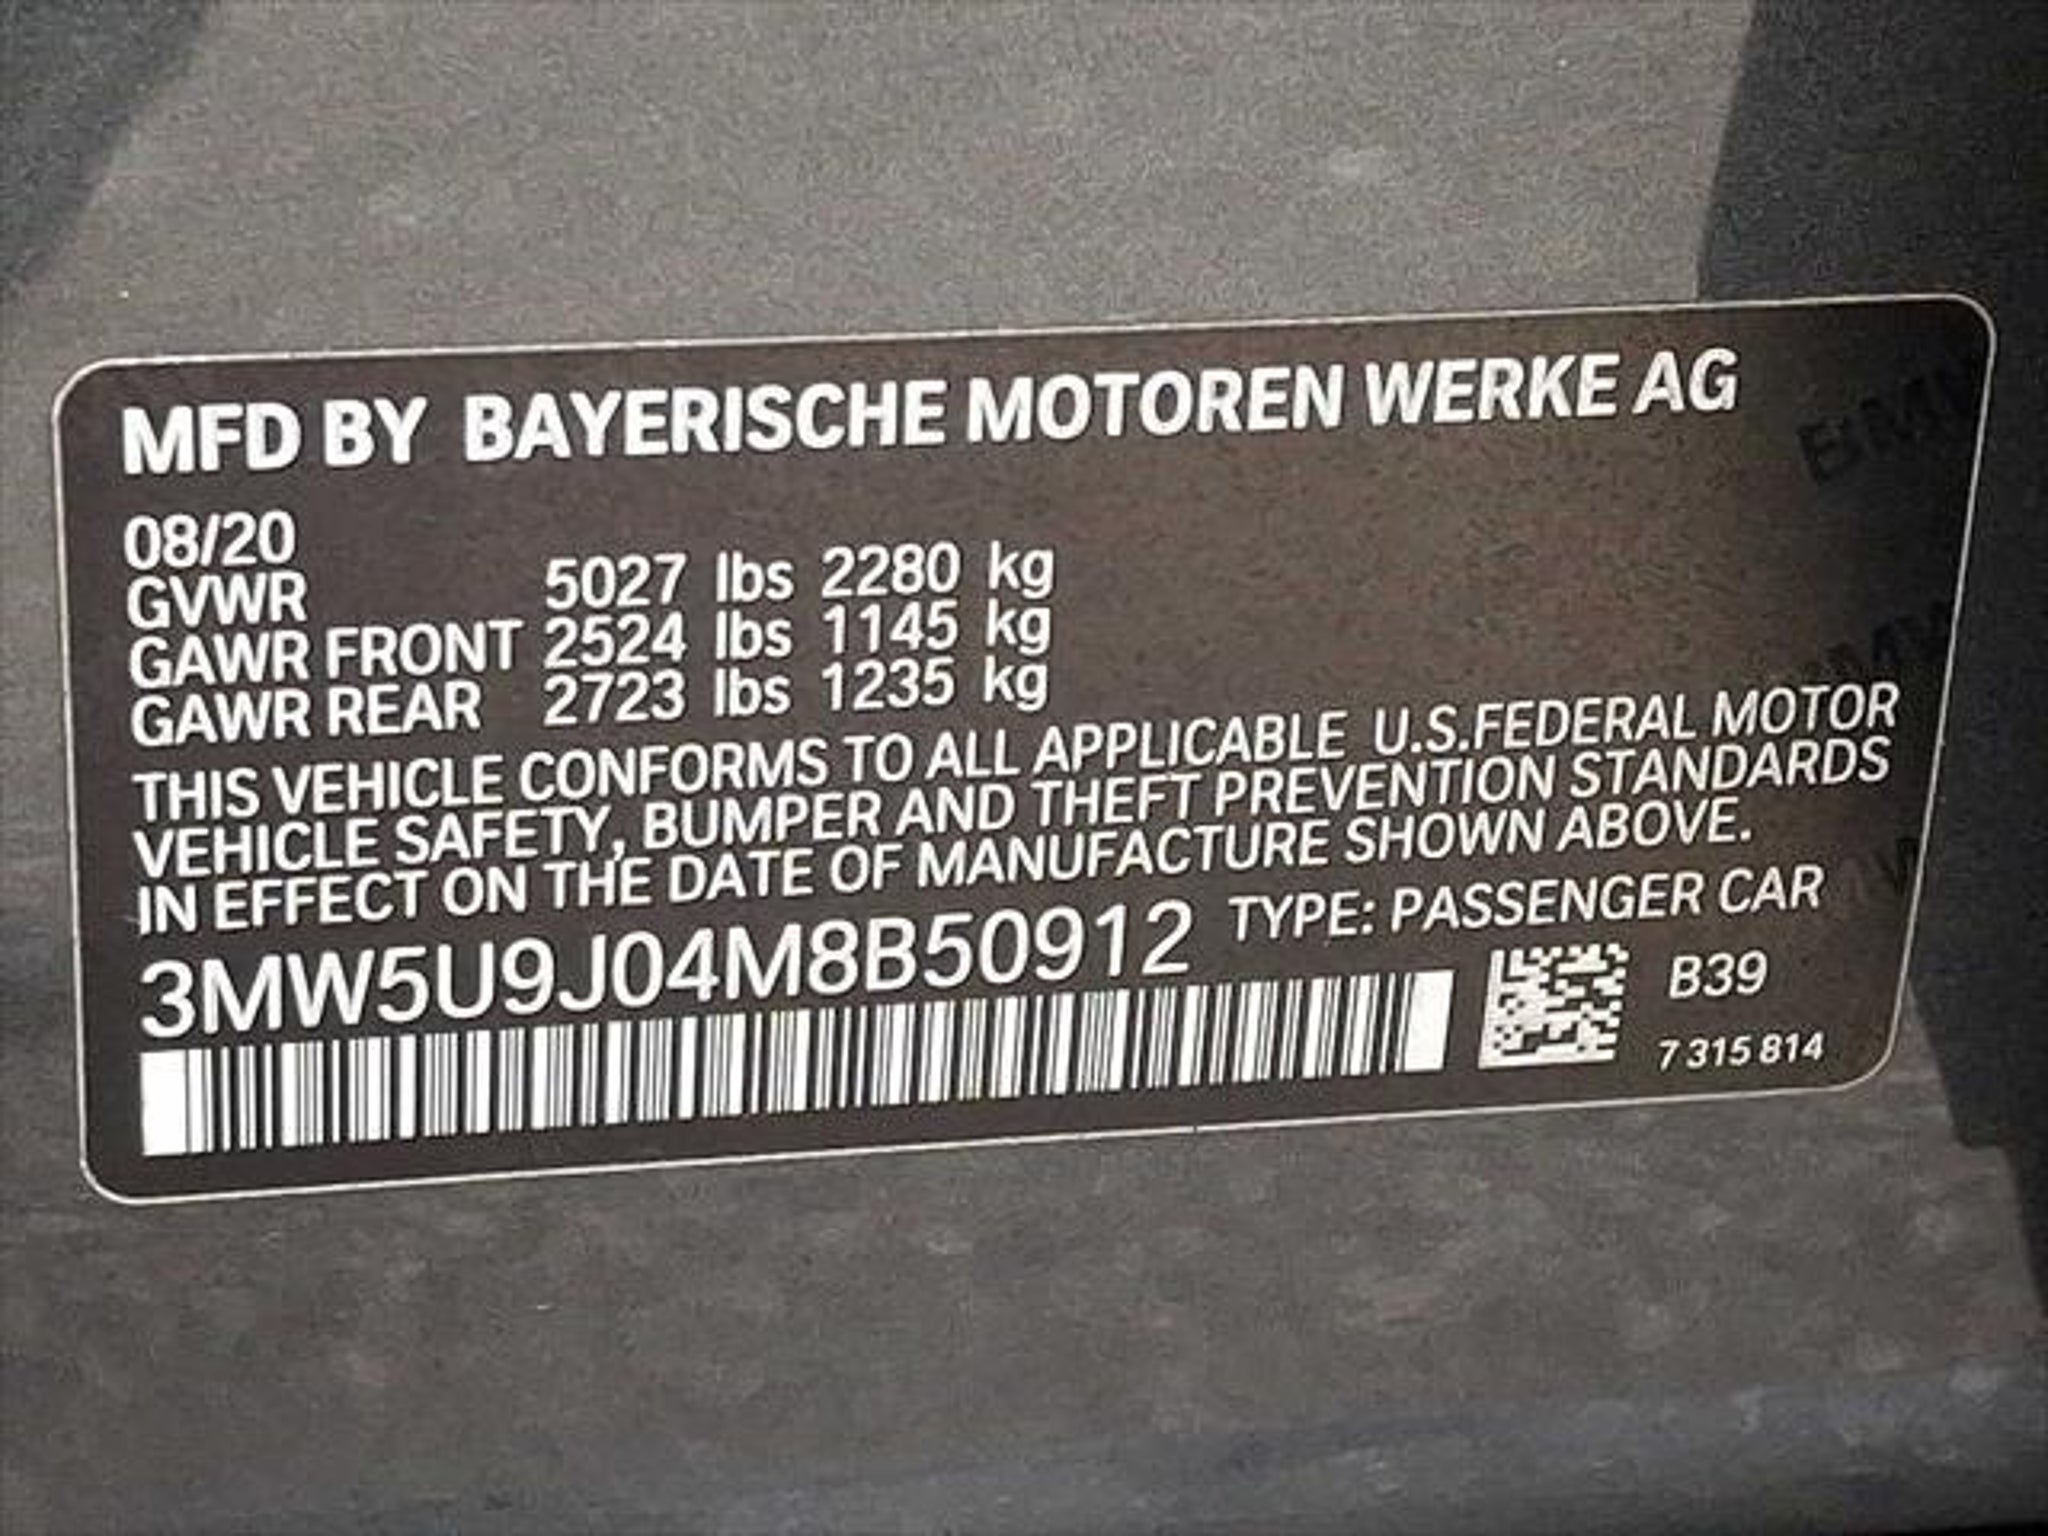 MFD BY BAYERISCHE MOTOREN WERKE AG
08/20
GVWR 5027 lbs 2280 kg
GAWR FRONT 2524 lbs 1145 kg
GAWR REAR 2723 lbs 1235 kg
THIS VEHICLE CONFORMS TO ALL APPLICABLE U.S.FEDERAL MOTOR
VEHICLE SAFETY, BUMPER AND THEFT PREVENTION STANDARDS
IN EFFECT ON THE DATE OF MANUFACTURE SHOWN ABOVE.
3MW5U9J04M8B50912 TYPE: PASSENGER CAR
B39
7 315 814